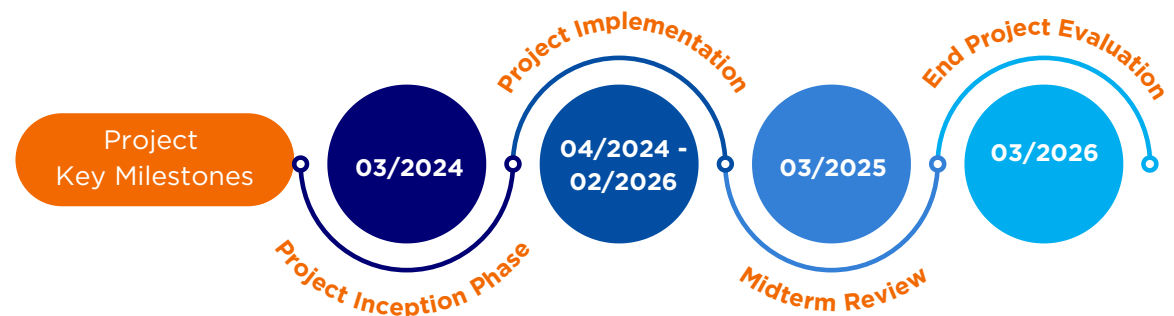 Project
Key Milestones
03/2024
Project Inception Phase
Project Implementation
04/2024 -
02/2026
03/2025
Midterm Review
End Project Evaluation
03/2026